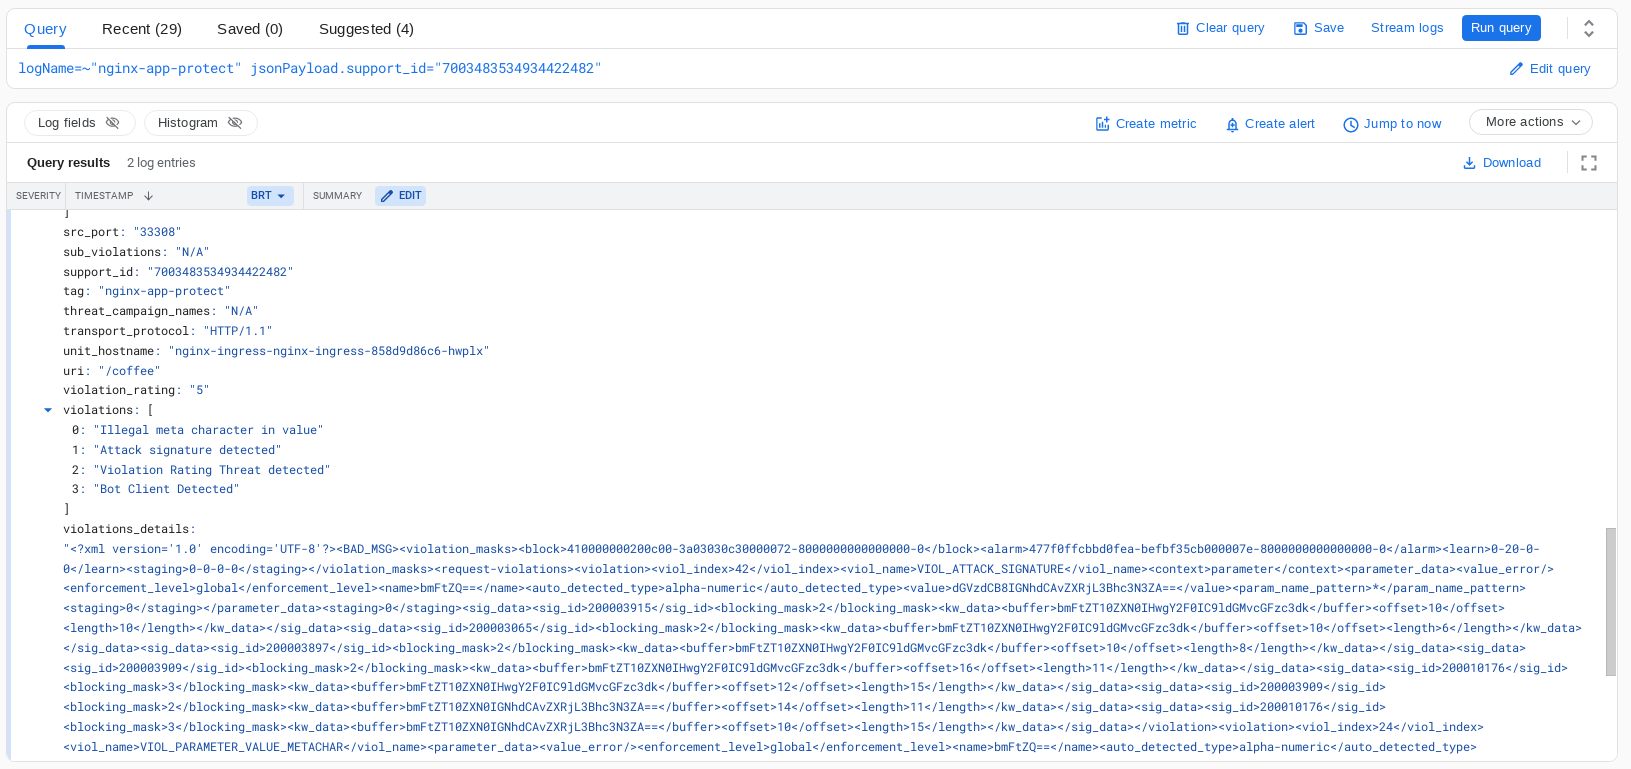 Query Recent (29) Saved (0) Suggested (4) Clear query Save Stream logs Run query
logName=~"nginx-app-protect" jsonPayload.support_id="7003483534934422482" Edit query
Log fields Histogram Create metric Create alert Jump to now More actions
Query results 2 log entries Download
SEVERITY TIMESTAMP BRT SUMMARY EDIT
]
src_port: "33308"
sub_violations: "N/A"
support_id: "7003483534934422482"
tag: "nginx-app-protect"
threat_campaign_names: "N/A"
transport_protocol: "HTTP/1.1"
unit_hostname: "nginx-ingress-nginx-ingress-858d9d86c6-hwplx"
uri: "/coffee"
violation_rating: "5"
violations: [
0: "Illegal meta character in value"
1: "Attack signature detected"
2: "Violation Rating Threat detected"
3: "Bot Client Detected"
]
violations_details:
"<?xml version='1.0' encoding='UTF-8'?><BAD_MSG><violation_masks><block>410000000200c00-3a03030c30000072-8000000000000000-0</block><alarm>477f0ffcbbd0fea-befbf35cb000007e-8000000000000000-0</alarm><learn>0-20-0-
0</learn><staging>0-0-0-0</staging></violation_masks><request-violations><violation><viol_index>42</viol_index><viol_name>VIOL_ATTACK_SIGNATURE</viol_name><context>parameter</context><parameter_data><value_error/>
<enforcement_level>global</enforcement_level><name>bmFtZQ==</name><auto_detected_type>alpha-numeric</auto_detected_type><value>dGVzdCB8IGNhdCAvZXRjL3Bhc3N3ZA==</value><param_name_pattern>*</param_name_pattern>
<staging>0</staging></parameter_data><staging>0</staging><sig_data><sig_id>200003915</sig_id><blocking_mask>2</blocking_mask><kw_data><buffer>bmFtZT10ZXN0IHwgY2F0IC9ldGMvcGFzc3dk</buffer><offset>10</offset>
<length>10</length></kw_data></sig_data><sig_data><sig_id>200003065</sig_id><blocking_mask>2</blocking_mask><kw_data><buffer>bmFtZT10ZXN0IHwgY2F0IC9ldGMvcGFzc3dk</buffer><offset>10</offset><length>6</length></kw_data>
</sig_data><sig_data><sig_id>200003897</sig_id><blocking_mask>2</blocking_mask><kw_data><buffer>bmFtZT10ZXN0IHwgY2F0IC9ldGMvcGFzc3dk</buffer><offset>10</offset><length>8</length></kw_data></sig_data><sig_data>
<sig_id>200003909</sig_id><blocking_mask>2</blocking_mask><kw_data><buffer>bmFtZT10ZXN0IHwgY2F0IC9ldGMvcGFzc3dk</buffer><offset>16</offset><length>11</length></kw_data></sig_data><sig_data><sig_id>200010176</sig_id>
<blocking_mask>3</blocking_mask><kw_data><buffer>bmFtZT10ZXN0IHwgY2F0IC9ldGMvcGFzc3dk</buffer><offset>12</offset><length>15</length></kw_data></sig_data><sig_data><sig_id>200003909</sig_id>
<blocking_mask>2</blocking_mask><kw_data><buffer>bmFtZT10ZXN0IGNhdCAvZXRjL3Bhc3N3ZA==</buffer><offset>14</offset><length>11</length></kw_data></sig_data><sig_data><sig_id>200010176</sig_id>
<blocking_mask>3</blocking_mask><kw_data><buffer>bmFtZT10ZXN0IGNhdCAvZXRjL3Bhc3N3ZA==</buffer><offset>10</offset><length>15</length></kw_data></sig_data></violation><violation><viol_index>24</viol_index>
<viol_name>VIOL_PARAMETER_VALUE_METACHAR</viol_name><parameter_data><value_error/><enforcement_level>global</enforcement_level><name>bmFtZQ==</name><auto_detected_type>alpha-numeric</auto_detected_type>